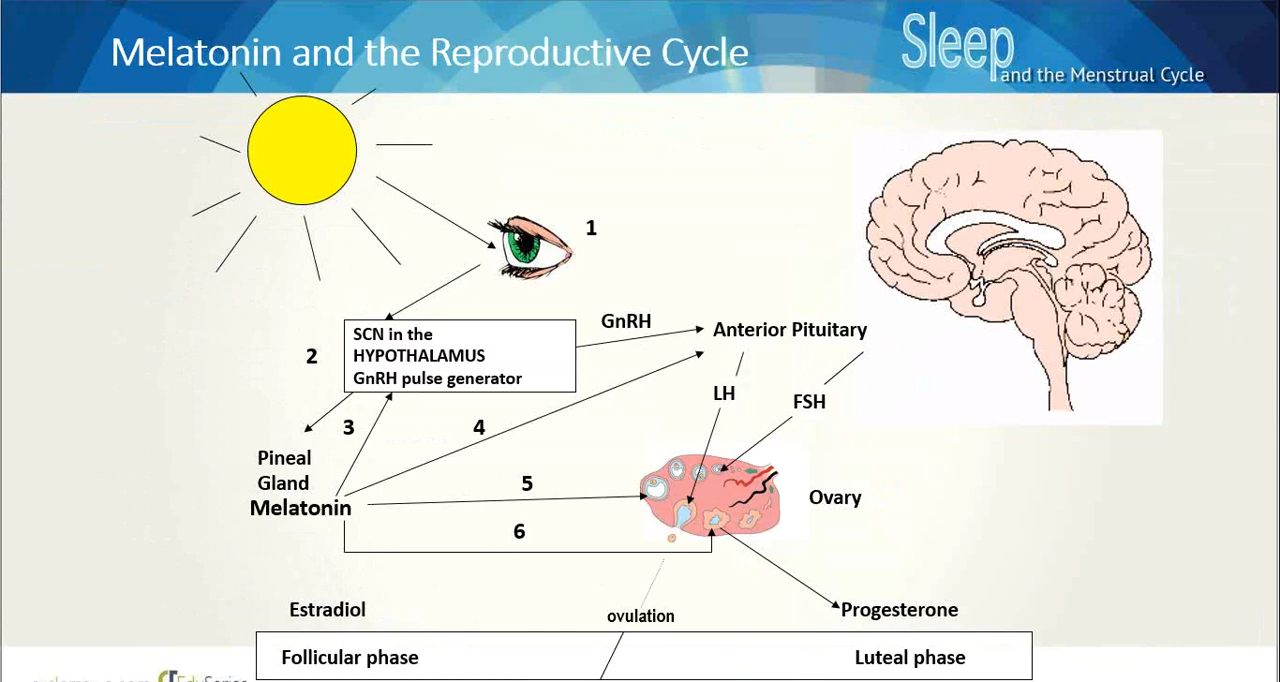 Melatonin and the Reproductive Cycle
Sleep
and the Menstrual Cycle
1
SCN in the
HYPOTHALAMUS
GnRH pulse generator
2
GnRH
Anterior Pituitary
LH
FSH
3
4
Pineal
Gland
Melatonin
5
Ovary
6
Estradiol
ovulation
Progesterone
Follicular phase
Luteal phase